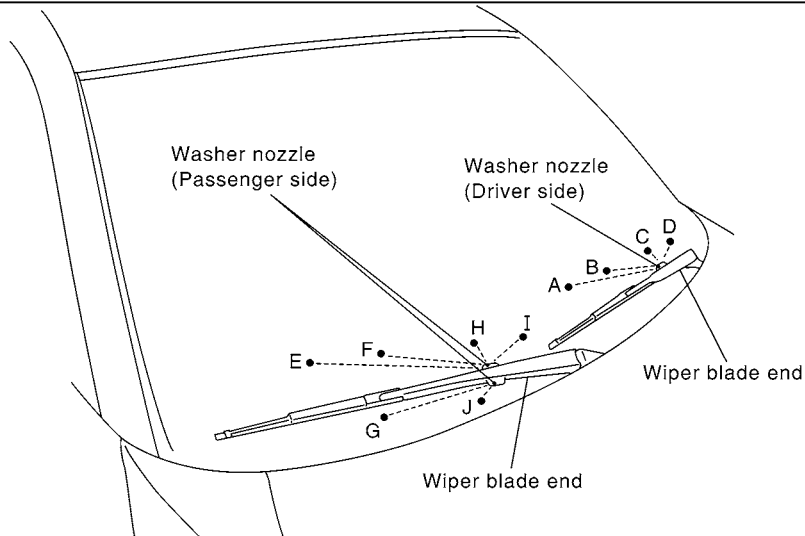 Washer nozzle
(Passenger side)
Washer nozzle
(Driver side)
C
D
B
A
H
I
F
E
Wiper blade end
J
G
Wiper blade end